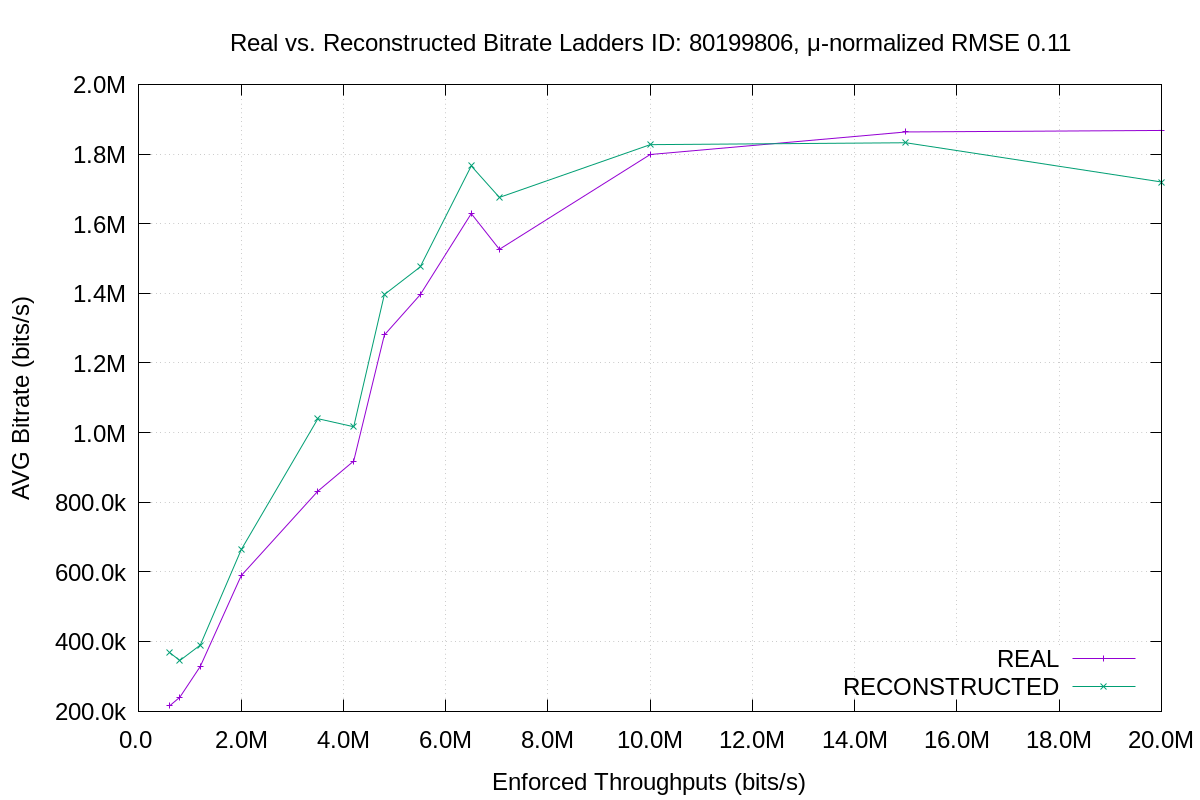 Real vs. Reconstructed Bitrate Ladders ID: 80199806, μ-normalized RMSE 0.11
2.0M
1.8M
1.6M
1.4M
1.2M
1.0M
800.0k
600.0k
400.0k
200.0k
AVG Bitrate (bits/s)
REAL
RECONSTRUCTED
0.0 2.0M 4.0M 6.0M 8.0M 10.0M 12.0M 14.0M 16.0M 18.0M 20.0M
Enforced Throughputs (bits/s)